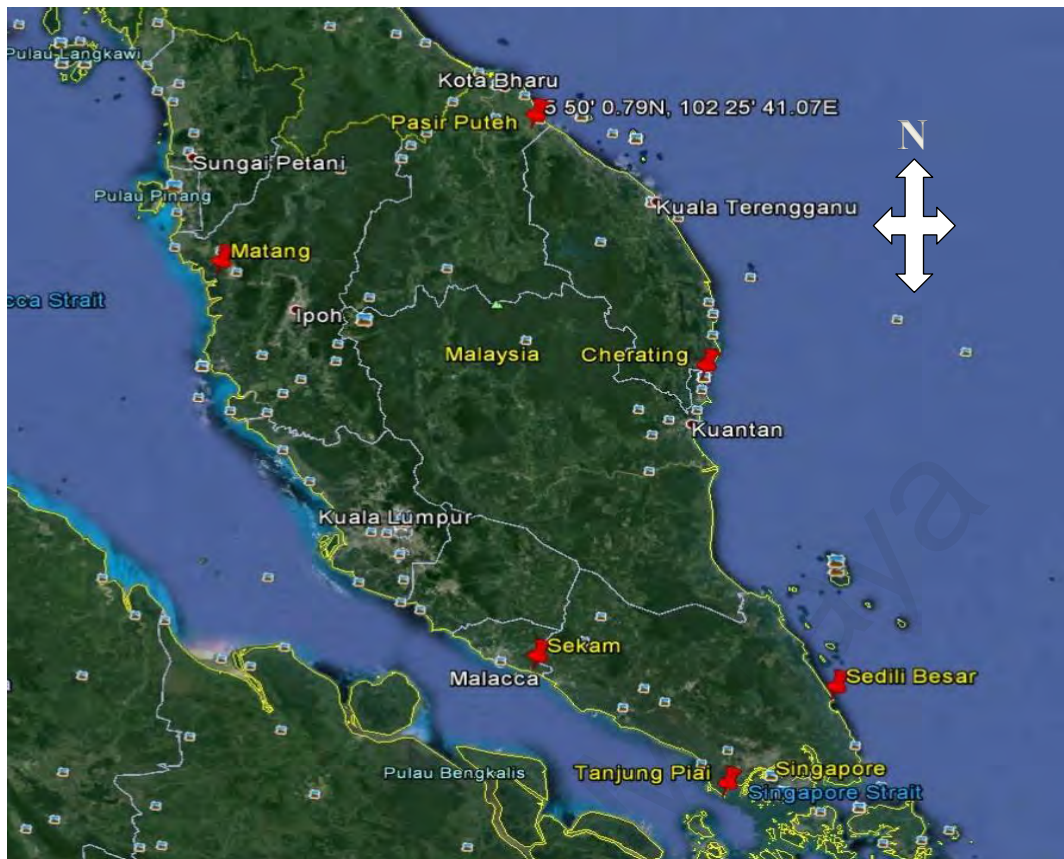 Pulau Langkawi
Kota Bharu
5 50' 0.79N, 102 25' 41.07E
Pasir Puteh
N
Sungai Petani
Pulau Pinang
Kuala Terengganu
Matang
cca Strait
Ipoh
Malaysia
Cherating
Kuantan
Kuala Lumpur
Sekam
Malacca
Sedili Besar
Tanjung Piai
Singapore
Pulau Bengkalis
Singapore Strait
aya